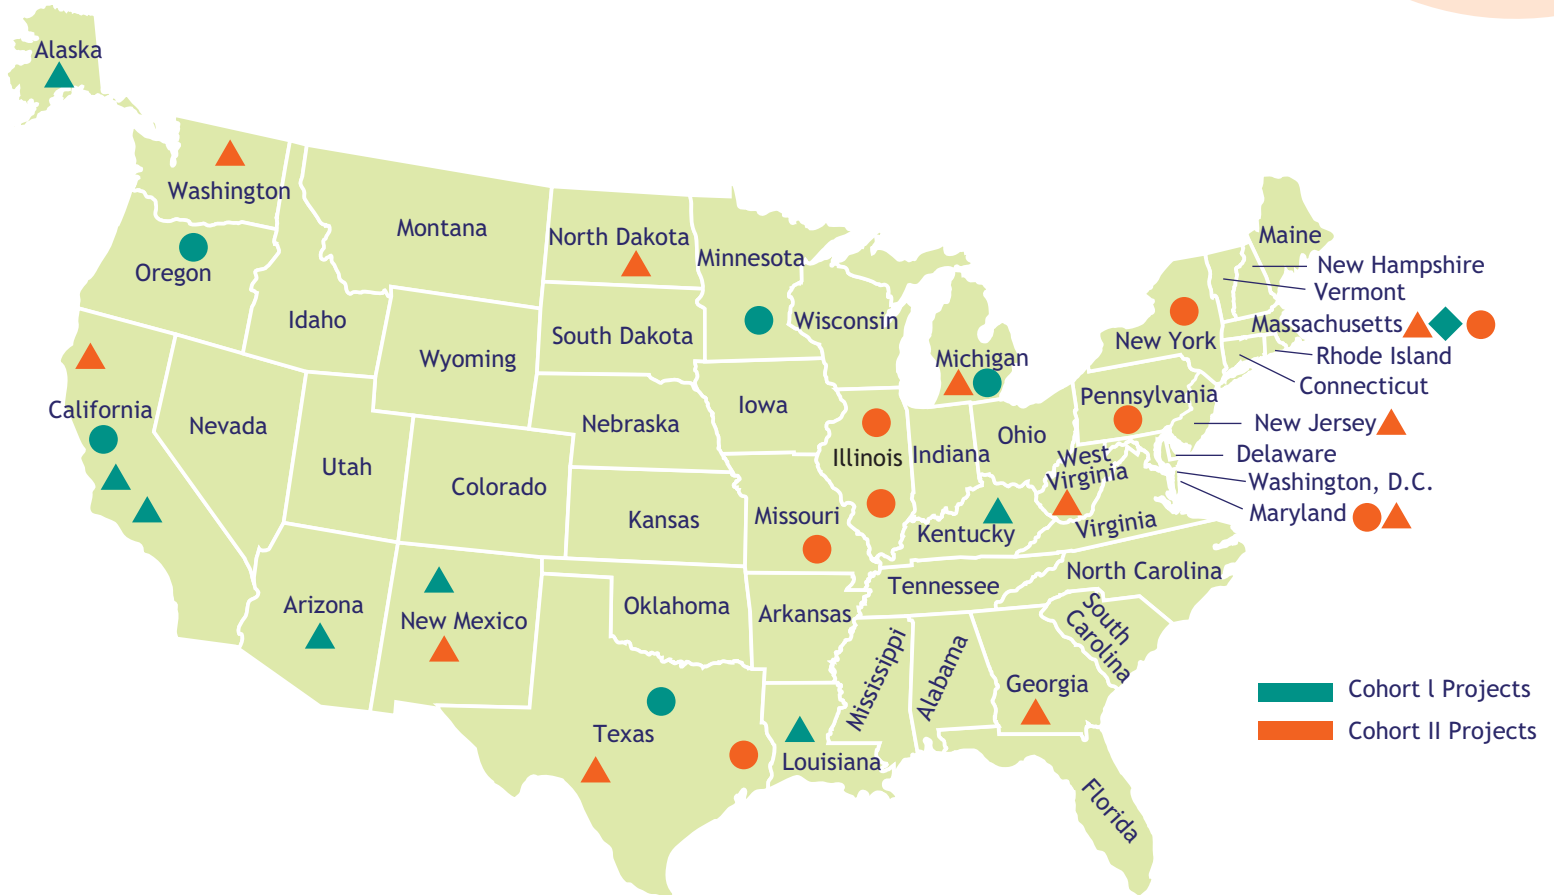 Alaska
Washington
Oregon
Montana
North Dakota
Minnesota
Idaho
South Dakota
Wisconsin
Wyoming
Michigan
Maine
New Hampshire
Vermont
Massachusetts
New York
Rhode Island
Connecticut
Pennsylvania
New Jersey
Delaware
Washington, D.C.
Maryland
California
Nevada
Utah
Colorado
Nebraska
Iowa
Illinois
Indiana
Ohio
West
Virginia
Kansas
Missouri
Kentucky
Virginia
Arizona
New Mexico
Oklahoma
Arkansas
Tennessee
North Carolina
South
Carolina
Mississippi
Alabama
Georgia
Texas
Louisiana
Florida
Cohort l Projects
Cohort II Projects